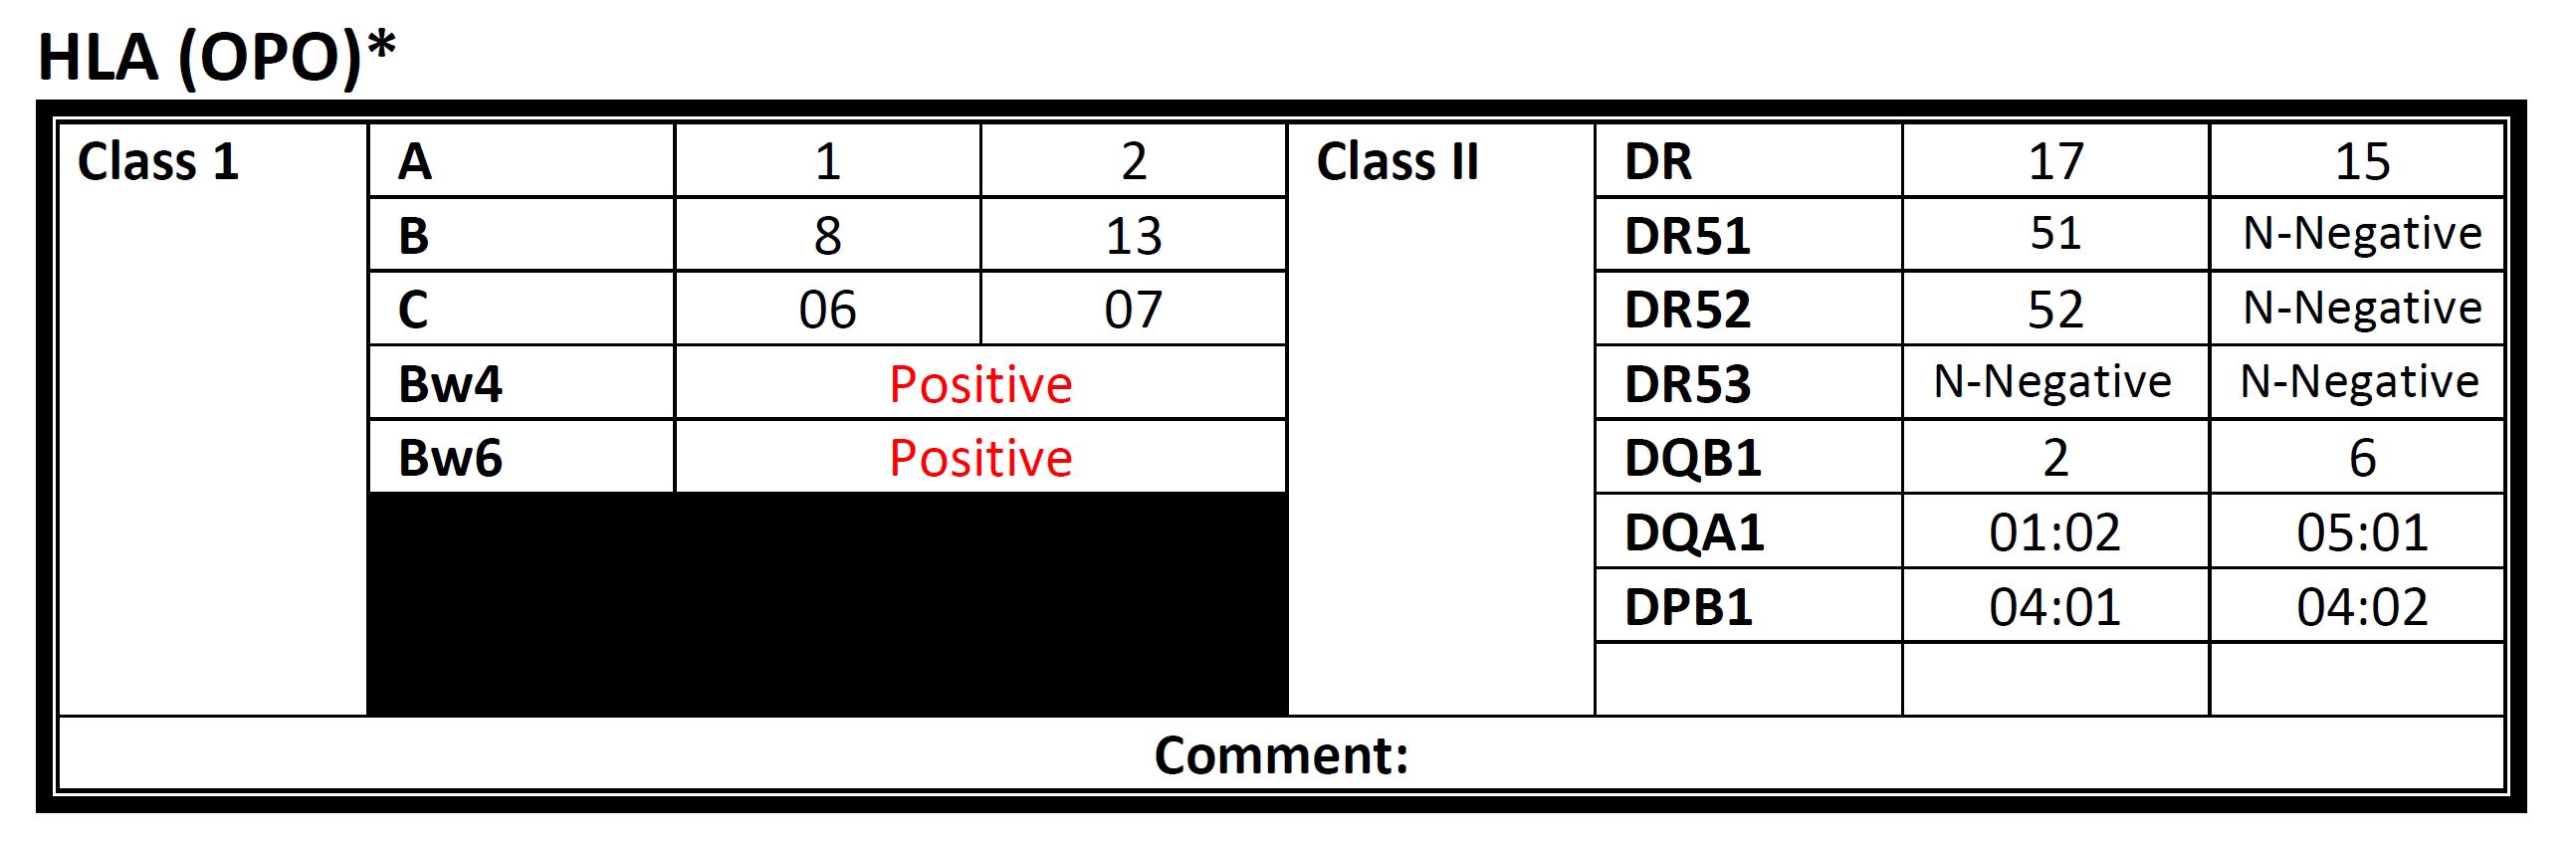 HLA (OPO)*
Class 1 A 1 2 Class II DR 17 15
B 8 13 DR51 51 N-Negative
C 06 07 DR52 52 N-Negative
Bw4 Positive DR53 N-Negative N-Negative
Bw6 Positive DQB1 2 6
DQA1 01:02 05:01
DPB1 04:01 04:02
Comment: